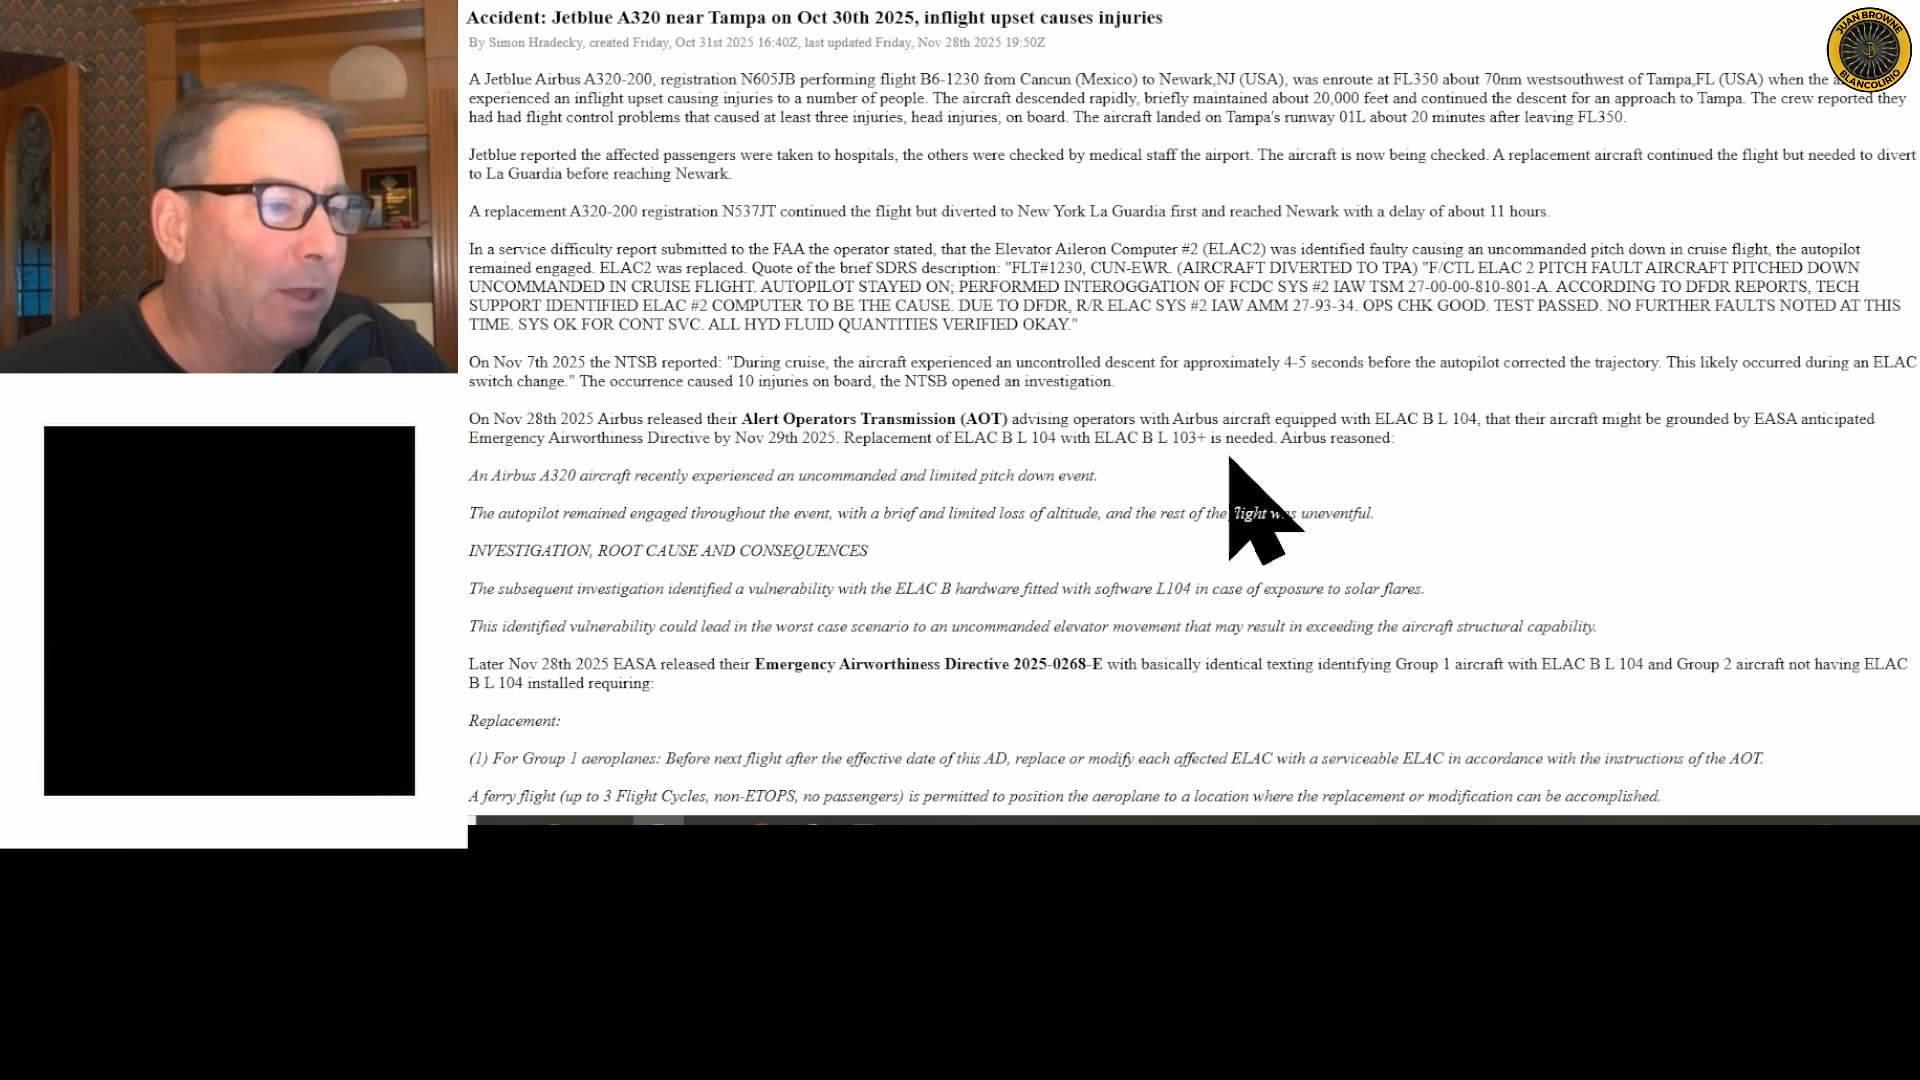 Accident: Jetblue A320 near Tampa on Oct 30th 2025, inflight upset causes injuries
By Simon Hradecky, created Friday, Oct 31st 2025 16:40Z, last updated Friday, Nov 28th 2025 19:50Z
A Jetblue Airbus A320-200, registration N605JB performing flight B6-1230 from Cancun (Mexico) to Newark,NJ (USA), was enroute at FL350 about 70nm westsouthwest of Tampa,FL (USA) when the
experienced an inflight upset causing injuries to a number of people. The aircraft descended rapidly, briefly maintained about 20,000 feet and continued the descent for an approach to Tampa. The crew reported they
had had flight control problems that caused at least three injuries, head injuries, on board. The aircraft landed on Tampa's runway 01L about 20 minutes after leaving FL350.
Jetblue reported the affected passengers were taken to hospitals, the others were checked by medical staff the airport. The aircraft is now being checked. A replacement aircraft continued the flight but needed to divert
to La Guardia before reaching Newark.
A replacement A320-200 registration N537JT continued the flight but diverted to New York La Guardia first and reached Newark with a delay of about 11 hours.
In a service difficulty report submitted to the FAA the operator stated, that the Elevator Aileron Computer #2 (ELAC2) was identified faulty causing an uncommanded pitch down in cruise flight, the autopilot
remained engaged. ELAC2 was replaced. Quote of the brief SDRS description: "FLT#1230, CUN-EWR. (AIRCRAFT DIVERTED TO TPA) "F/CTL ELAC 2 PITCH FAULT AIRCRAFT PITCHED DOWN
UNCOMMANDED IN CRUISE FLIGHT. AUTOPILOT STAYED ON; PERFORMED INTEROGGATION OF FCDC SYS #2 IAW TSM 27-00-00-810-801-A. ACCORDING TO DFDR REPORTS, TECH
SUPPORT IDENTIFIED ELAC #2 COMPUTER TO BE THE CAUSE. DUE TO DFDR, R/R ELAC SYS #2 IAW AMM 27-93-34. OPS CHK GOOD. TEST PASSED. NO FURTHER FAULTS NOTED AT THIS
TIME. SYS OK FOR CONT SVC. ALL HYD FLUID QUANTITIES VERIFIED OKAY."
On Nov 7th 2025 the NTSB reported: "During cruise, the aircraft experienced an uncontrolled descent for approximately 4-5 seconds before the autopilot corrected the trajectory. This likely occurred during an ELAC
switch change." The occurrence caused 10 injuries on board, the NTSB opened an investigation.
On Nov 28th 2025 Airbus released their Alert Operators Transmission (AOT) advising operators with Airbus aircraft equipped with ELAC B L 104, that their aircraft might be grounded by EASA anticipated
Emergency Airworthiness Directive by Nov 29th 2025. Replacement of ELAC B L 104 with ELAC B L 103+ is needed. Airbus reasoned:
An Airbus A320 aircraft recently experienced an uncommanded and limited pitch down event.
The autopilot remained engaged throughout the event, with a brief and limited loss of altitude, and the rest of the flight was uneventful.
INVESTIGATION, ROOT CAUSE AND CONSEQUENCES
The subsequent investigation identified a vulnerability with the ELAC B hardware fitted with software L104 in case of exposure to solar flares.
This identified vulnerability could lead in the worst case scenario to an uncommanded elevator movement that may result in exceeding the aircraft structural capability.
Later Nov 28th 2025 EASA released their Emergency Airworthiness Directive 2025-0268-E with basically identical texting identifying Group 1 aircraft with ELAC B L 104 and Group 2 aircraft not having ELAC
B L 104 installed requiring:
Replacement:
(1) For Group 1 aeroplanes: Before next flight after the effective date of this AD, replace or modify each affected ELAC with a serviceable ELAC in accordance with the instructions of the AOT.
A ferry flight (up to 3 Flight Cycles, non-ETOPS, no passengers) is permitted to position the aeroplane to a location where the replacement or modification can be accomplished.
JUAN BROWNE
JB
BLANCOLIRIO